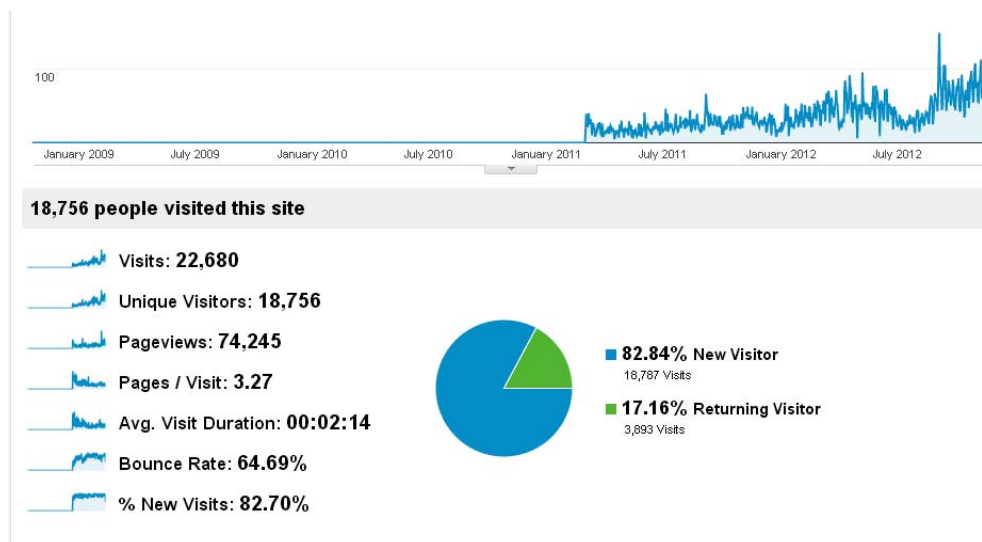 100
January 2009 July 2009 January 2010 July 2010 January 2011 July 2011 January 2012 July 2012
18,756 people visited this site
Visits: 22,680
Unique Visitors: 18,756
Pageviews: 74,245
Pages / Visit: 3.27
Avg. Visit Duration: 00:02:14
Bounce Rate: 64.69%
% New Visits: 82.70%
82.84% New Visitor
18,787 Visits
17.16% Returning Visitor
3,893 Visits